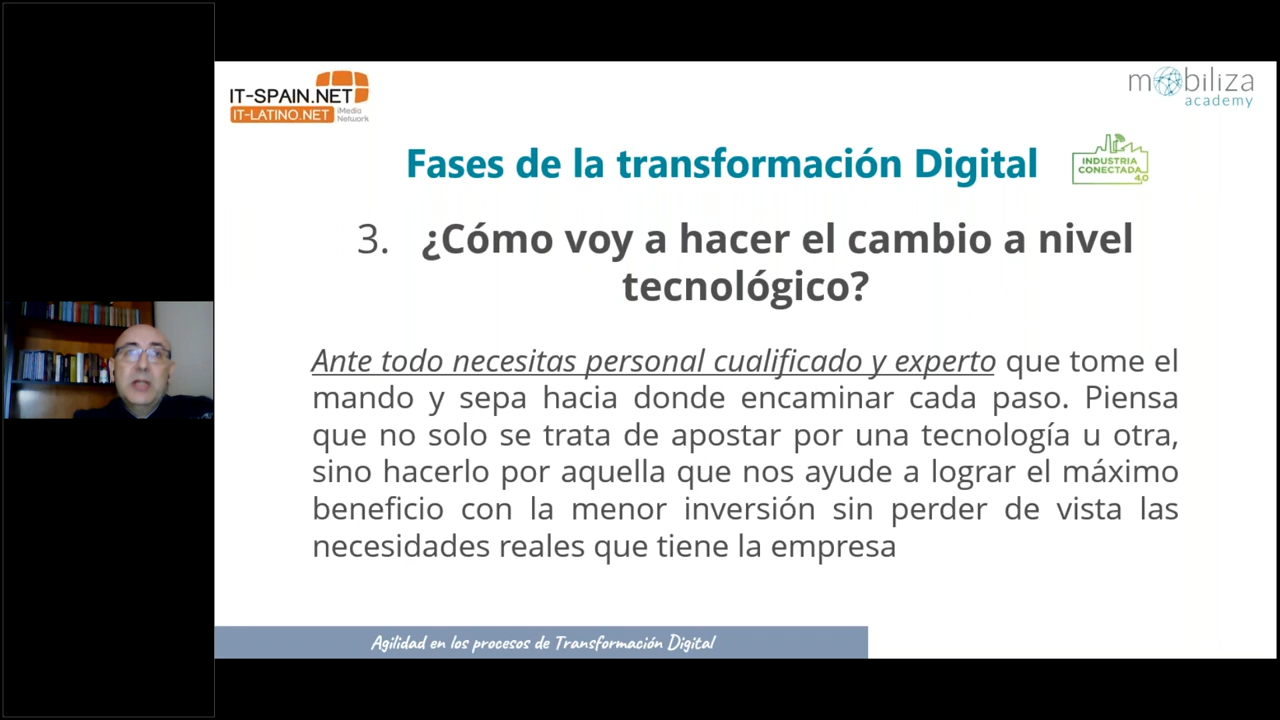 IT-SPAIN.NET
IT-LATINO.NET
iMedia
Network
mobiliza
academy
Fases de la transformación Digital
INDUSTRIA
CONECTADA
4.0
3. ¿Cómo voy a hacer el cambio a nivel
tecnológico?
Ante todo necesitas personal cualificado y experto que tome el
mando y sepa hacia donde encaminar cada paso. Piensa
que no solo se trata de apostar por una tecnología u otra,
sino hacerlo por aquella que nos ayude a lograr el máximo
beneficio con la menor inversión sin perder de vista las
necesidades reales que tiene la empresa
Agilidad en los procesos de Transformación Digital